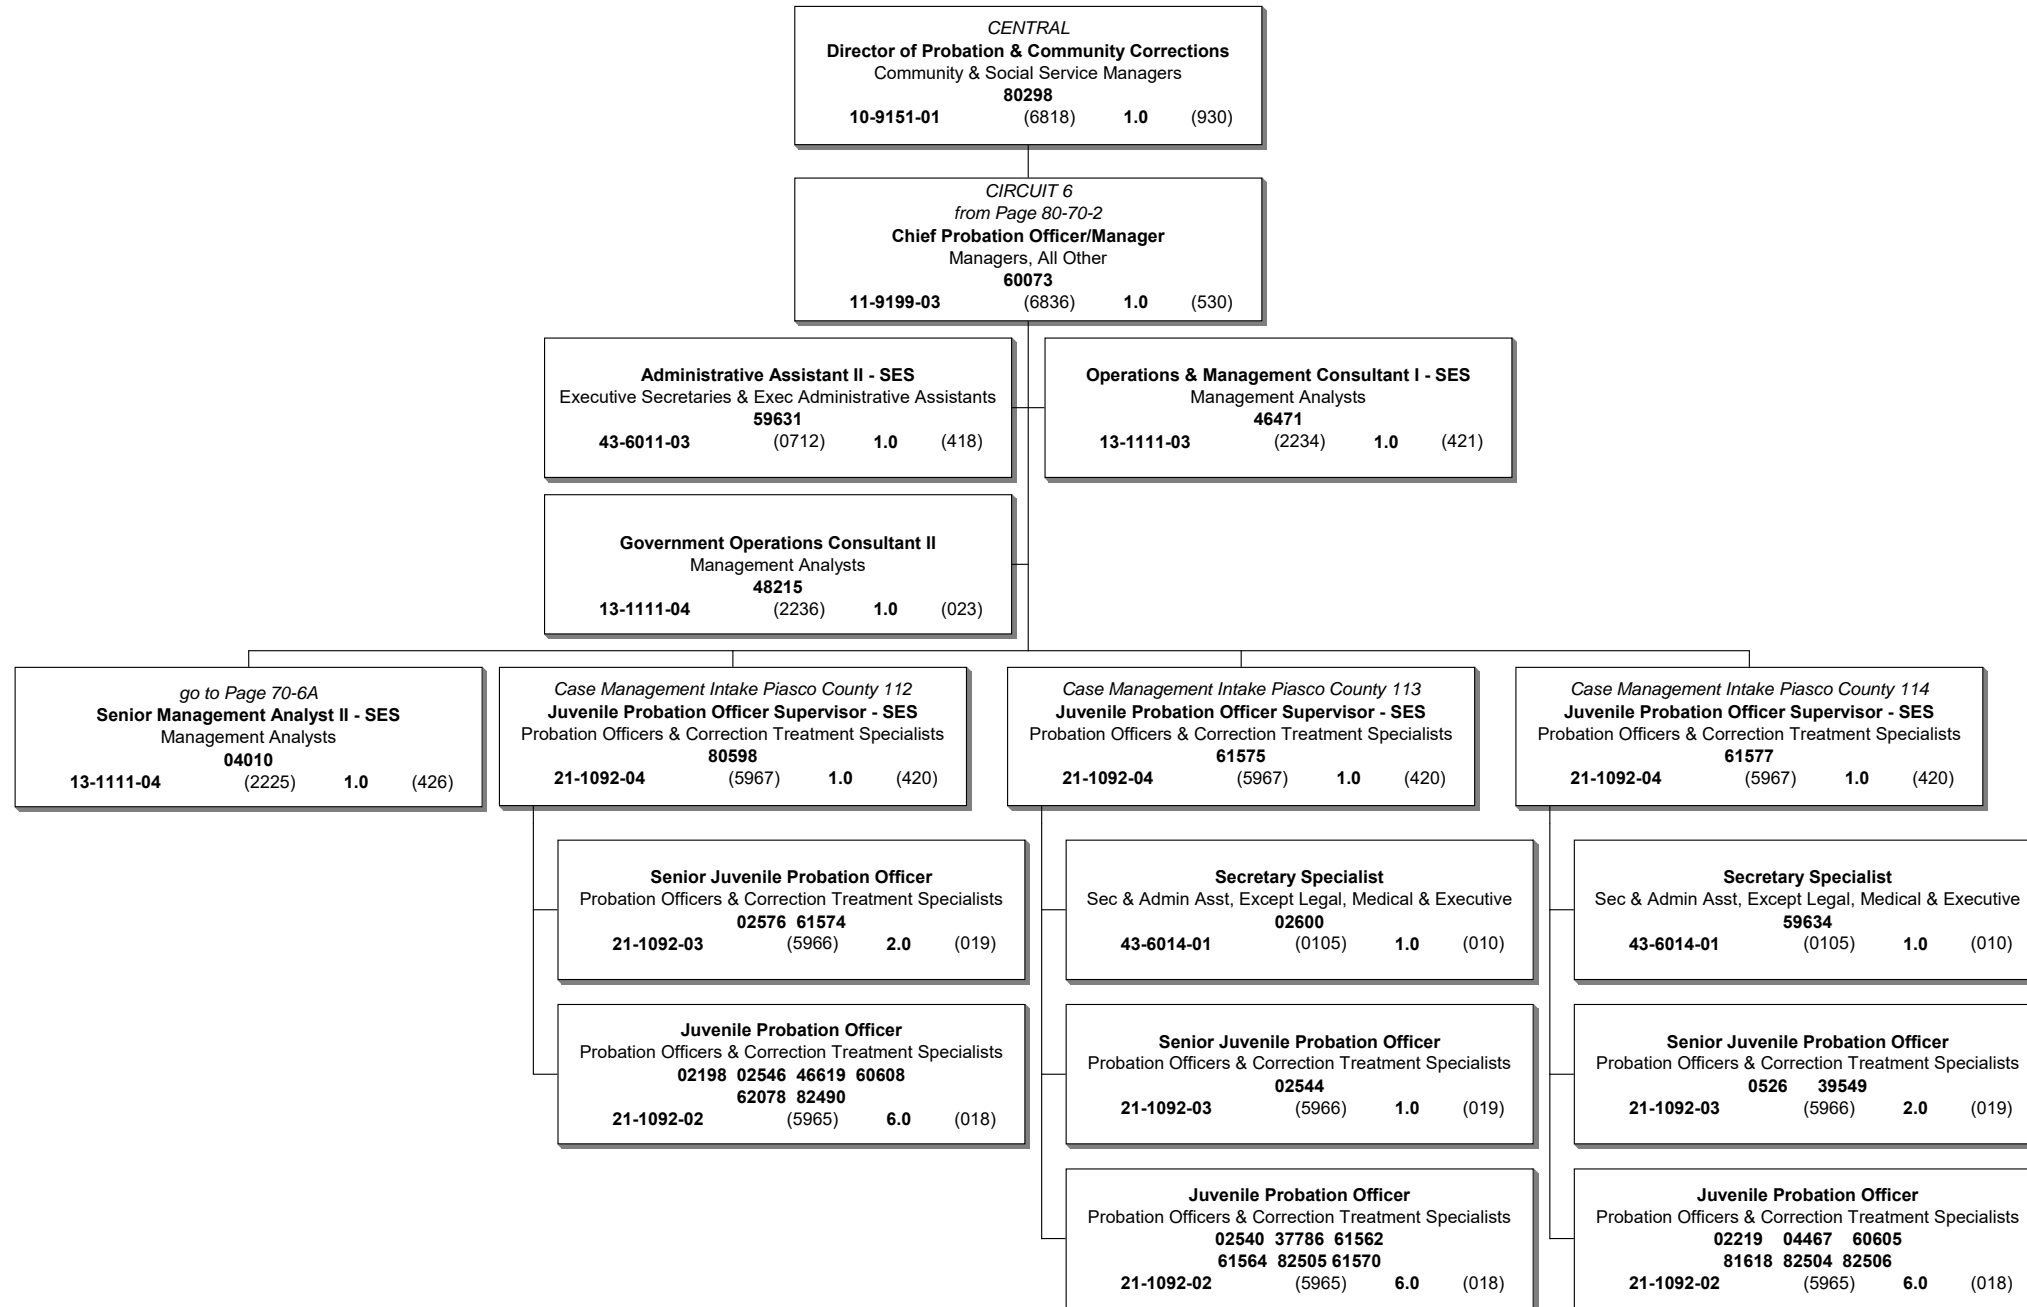 CENTRAL
Director of Probation & Community Corrections
Community & Social Service Managers
80298
10-9151-01 (6818) 1.0 (930)
CIRCUIT 6
from Page 80-70-2
Chief Probation Officer/Manager
Managers, All Other
60073
11-9199-03 (6836) 1.0 (530)
Administrative Assistant II - SES
Executive Secretaries & Exec Administrative Assistants
59631
43-6011-03 (0712) 1.0 (418)
Operations & Management Consultant I - SES
Management Analysts
46471
13-1111-03 (2234) 1.0 (421)
Government Operations Consultant II
Management Analysts
48215
13-1111-04 (2236) 1.0 (023)
go to Page 70-6A
Senior Management Analyst II - SES
Management Analysts
04010
13-1111-04 (2225) 1.0 (426)
Case Management Intake Piasco County 112
Juvenile Probation Officer Supervisor - SES
Probation Officers & Correction Treatment Specialists
80598
21-1092-04 (5967) 1.0 (420)
Senior Juvenile Probation Officer
Probation Officers & Correction Treatment Specialists
02576 61574
21-1092-03 (5966) 2.0 (019)
Juvenile Probation Officer
Probation Officers & Correction Treatment Specialists
02198 02546 46619 60608
62078 82490
21-1092-02 (5965) 6.0 (018)
Case Management Intake Piasco County 113
Juvenile Probation Officer Supervisor - SES
Probation Officers & Correction Treatment Specialists
61575
21-1092-04 (5967) 1.0 (420)
Secretary Specialist
Sec & Admin Asst, Except Legal, Medical & Executive
02600
43-6014-01 (0105) 1.0 (010)
Senior Juvenile Probation Officer
Probation Officers & Correction Treatment Specialists
02544
21-1092-03 (5966) 1.0 (019)
Juvenile Probation Officer
Probation Officers & Correction Treatment Specialists
02540 37786 61562
61564 82505 61570
21-1092-02 (5965) 6.0 (018)
Case Management Intake Piasco County 114
Juvenile Probation Officer Supervisor - SES
Probation Officers & Correction Treatment Specialists
61577
21-1092-04 (5967) 1.0 (420)
Secretary Specialist
Sec & Admin Asst, Except Legal, Medical & Executive
59634
43-6014-01 (0105) 1.0 (010)
Senior Juvenile Probation Officer
Probation Officers & Correction Treatment Specialists
0526 39549
21-1092-03 (5966) 2.0 (019)
Juvenile Probation Officer
Probation Officers & Correction Treatment Specialists
02219 04467 60605
81618 82504 82506
21-1092-02 (5965) 6.0 (018)